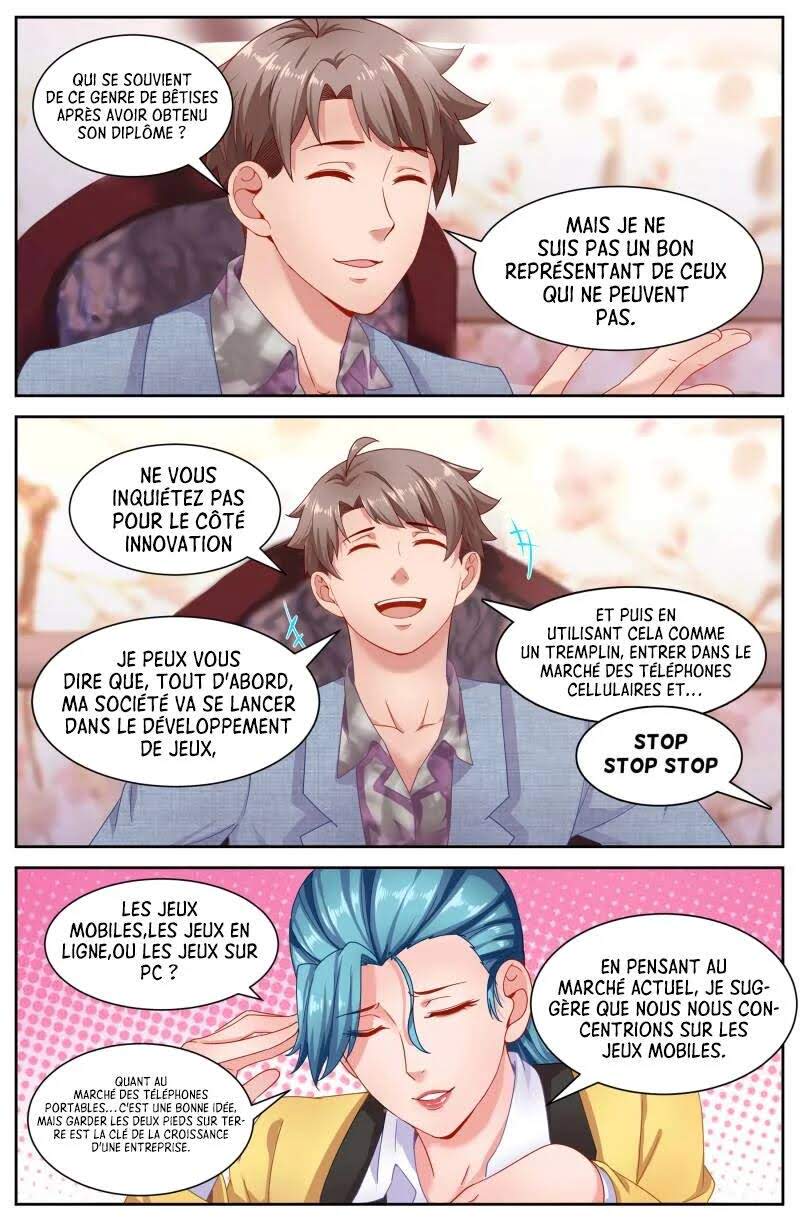 QUI SE SOUVIENT
DE CE GENRE DE BÊTISES
APRÈS AVOIR OBTENU
SON DIPLÔME ?
MAIS JE NE
SUIS PAS UN BON
REPRÉSENTANT DE CEUX
QUI NE PEUVENT
PAS.
NE VOUS
INQUIÉTEZ PAS
POUR LE CÔTÉ
INNOVATION
JE PEUX VOUS
DIRE QUE, TOUT D'ABORD,
MA SOCIÉTÉ VA SE LANCER
DANS LE DÉVELOPPEMENT
DE JEUX,
ET PUIS EN
UTILISANT CELA COMME
UN TREMPLIN, ENTRER DANS LE
MARCHÉ DES TÉLÉPHONES
CELLULAIRES ET...
STOP
STOP STOP
LES JEUX
MOBILES,LES JEUX EN
LIGNE,OU LES JEUX SUR
PC ?
EN PENSANT AU
MARCHÉ ACTUEL, JE SUG-
GÈRE QUE NOUS NOUS CON-
CENTRIONS SUR LES
JEUX MOBILES.
QUANT AU
MARCHÉ DES TÉLÉPHONES
PORTABLES...C'EST UNE BONNE IDÉE,
MAIS GARDER LES DEUX PIEDS SUR TER-
RE EST LA CLÉ DE LA CROISSANCE
D'UNE ENTREPRISE.